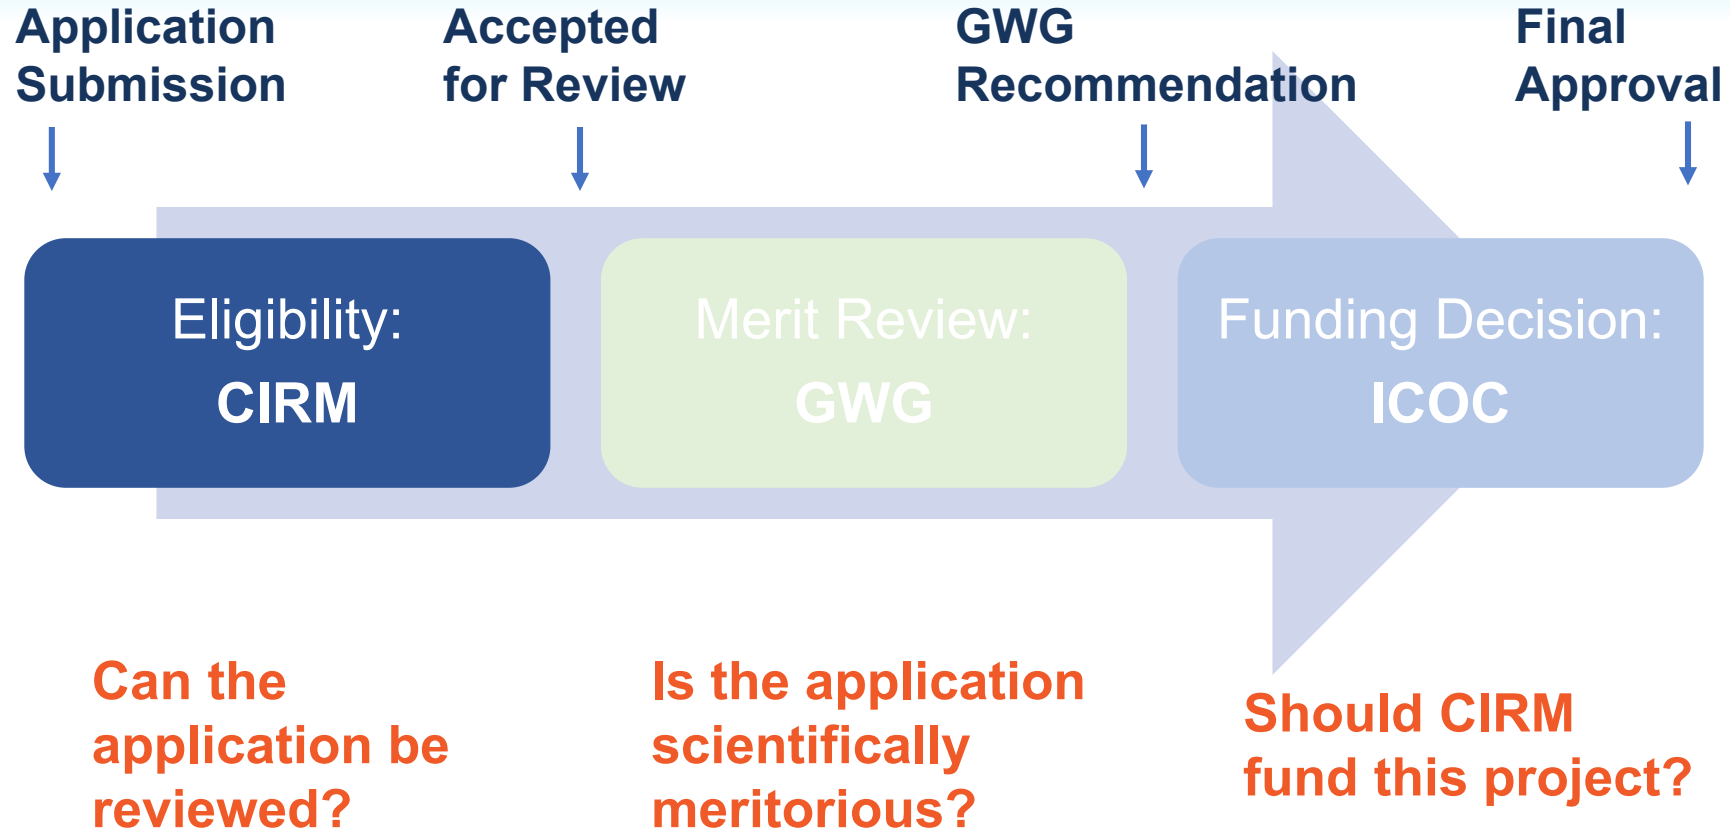 Application
Submission
Accepted
for Review
GWG
Recommendation
Final
Approval
Eligibility:
CIRM
Merit Review:
GWG
Funding Decision:
ICOC
Can the
application be
reviewed?
Is the application
scientifically
meritorious?
Should CIRM
fund this project?